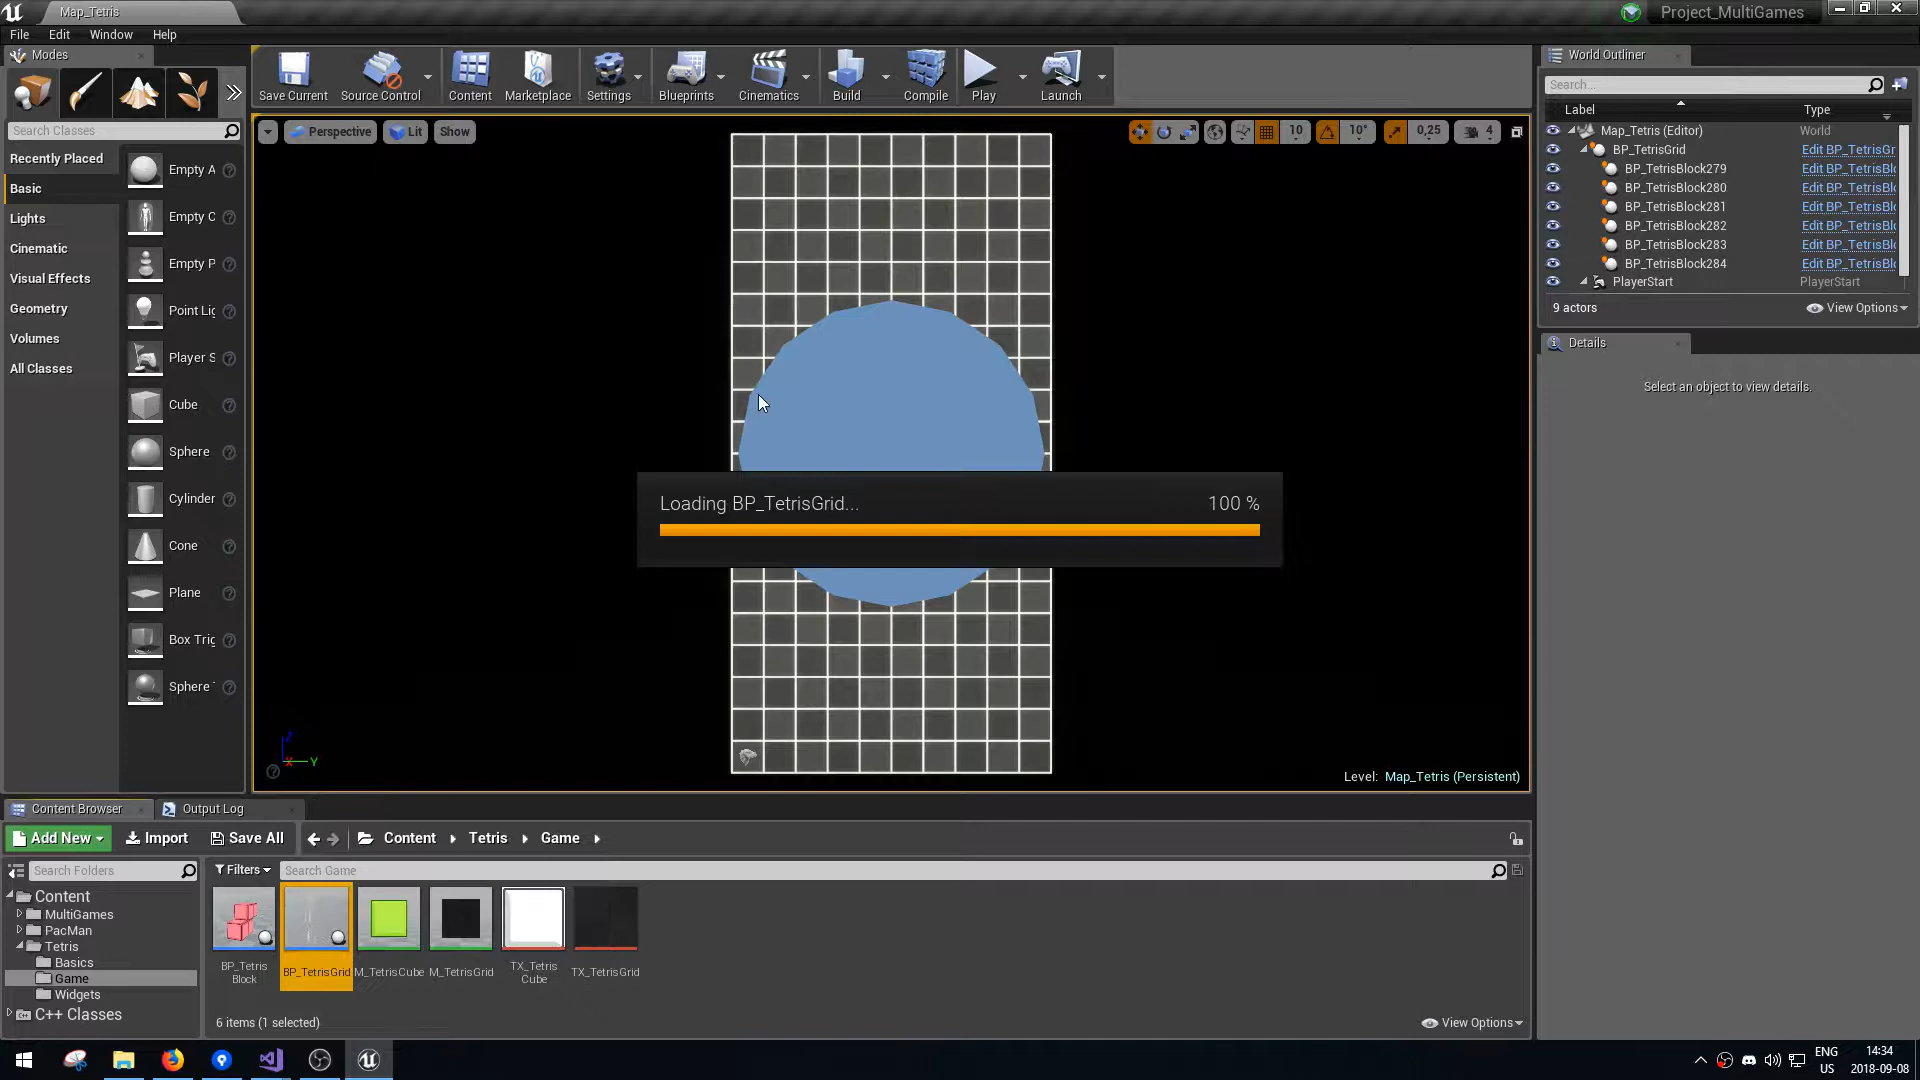 Map_Tetris
Project_MultiGames
File Edit Window Help
Modes
Save Current
Source Control
Content
Marketplace
Settings
Blueprints
Cinematics
Build
Compile
Play
Launch
Search Classes
Recently Placed
Basic
Lights
Cinematic
Visual Effects
Geometry
Volumes
All Classes
Empty A
Empty C
Empty P
Point Lig
Player S
Cube
Sphere
Cylinder
Cone
Plane
Box Trig
Sphere T
Perspective
Lit
Show
10
10°
0,25
4
Loading BP_TetrisGrid... 100 %
Level: Map_Tetris (Persistent)
World Outliner
Search...
Label Type
Map_Tetris (Editor) World
BP_TetrisGrid Edit BP_TetrisGr
BP_TetrisBlock279 Edit BP_TetrisBl
BP_TetrisBlock280 Edit BP_TetrisBl
BP_TetrisBlock281 Edit BP_TetrisBl
BP_TetrisBlock282 Edit BP_TetrisBl
BP_TetrisBlock283 Edit BP_TetrisBl
BP_TetrisBlock284 Edit BP_TetrisBl
PlayerStart PlayerStart
9 actors
View Options
Details
Select an object to view details.
Content Browser
Output Log
Add New
Import
Save All
Content
Tetris
Game
Search Folders
Filters
Search Game
Content
MultiGames
PacMan
Tetris
Basics
Game
Widgets
C++ Classes
BP_Tetris
Block
BP_TetrisGrid
M_TetrisCube
M_TetrisGrid
TX_Tetris
Cube
TX_TetrisGrid
6 items (1 selected)
View Options
ENG
US
14:34
2018-09-08